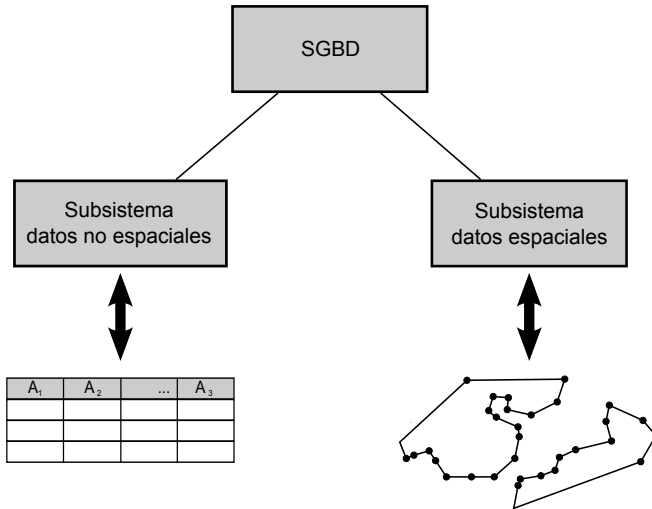 SGBD
Subsistema
datos no espaciales
Subsistema
datos espaciales
A₁ A₂ ... A₃